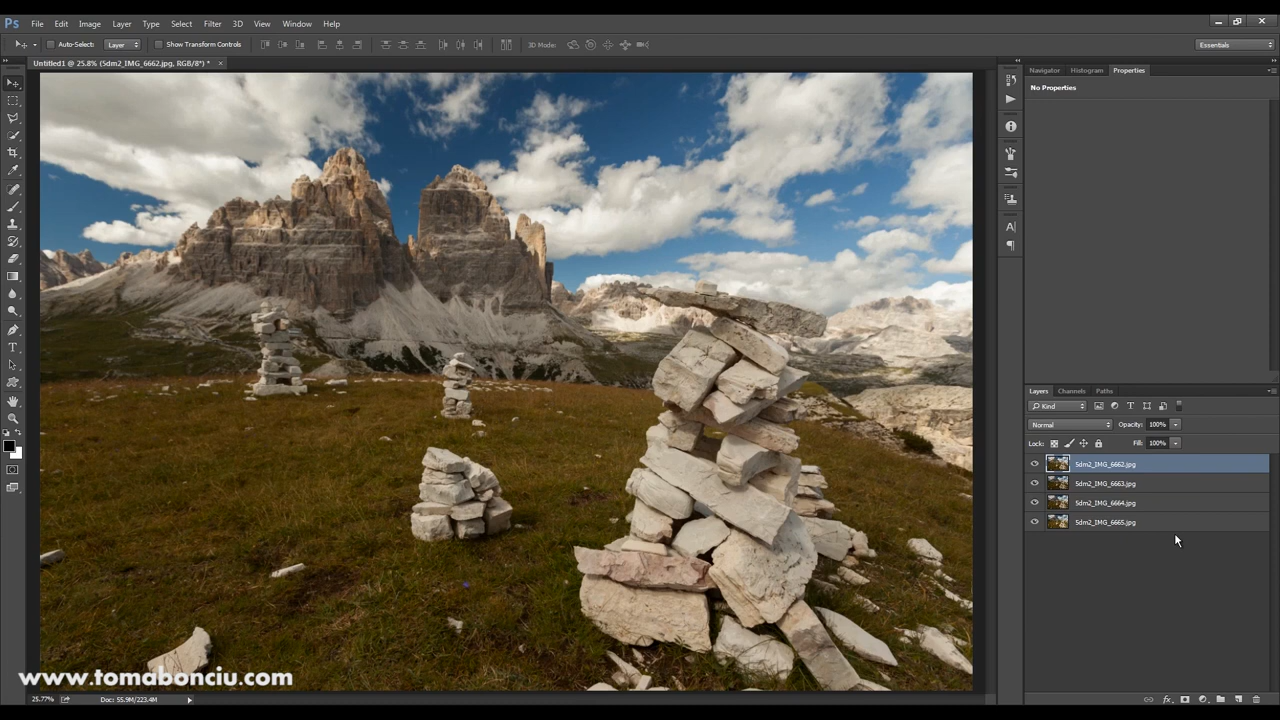 Ps File Edit Image Layer Type Select Filter 3D View Window Help
Auto-Select: Layer Show Transform Controls 3D Mode: Essentials
Untitled1 @ 25.8% (5dm2_IMG_6662.jpg, RGB/8*) * ×
Navigator Histogram Properties
No Properties
Layers Channels Paths
Kind
Normal Opacity: 100%
Lock: Fill: 100%
5dm2_IMG_6662.jpg
5dm2_IMG_6663.jpg
5dm2_IMG_6664.jpg
5dm2_IMG_6665.jpg
www.tomabonciu.com
25.77% Doc: 55.9M/223.4M